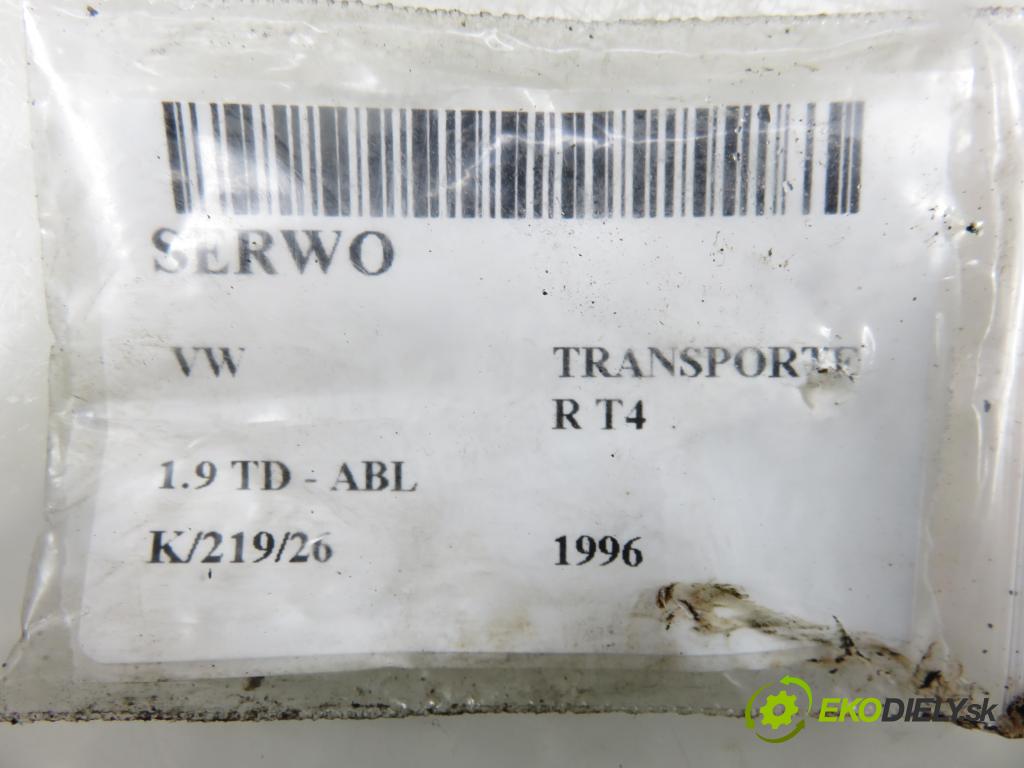 SERWO
VW
TRANSPORTE
R T4
1.9 TD - ABL
K/219/26
1996
EKODIELY.sk